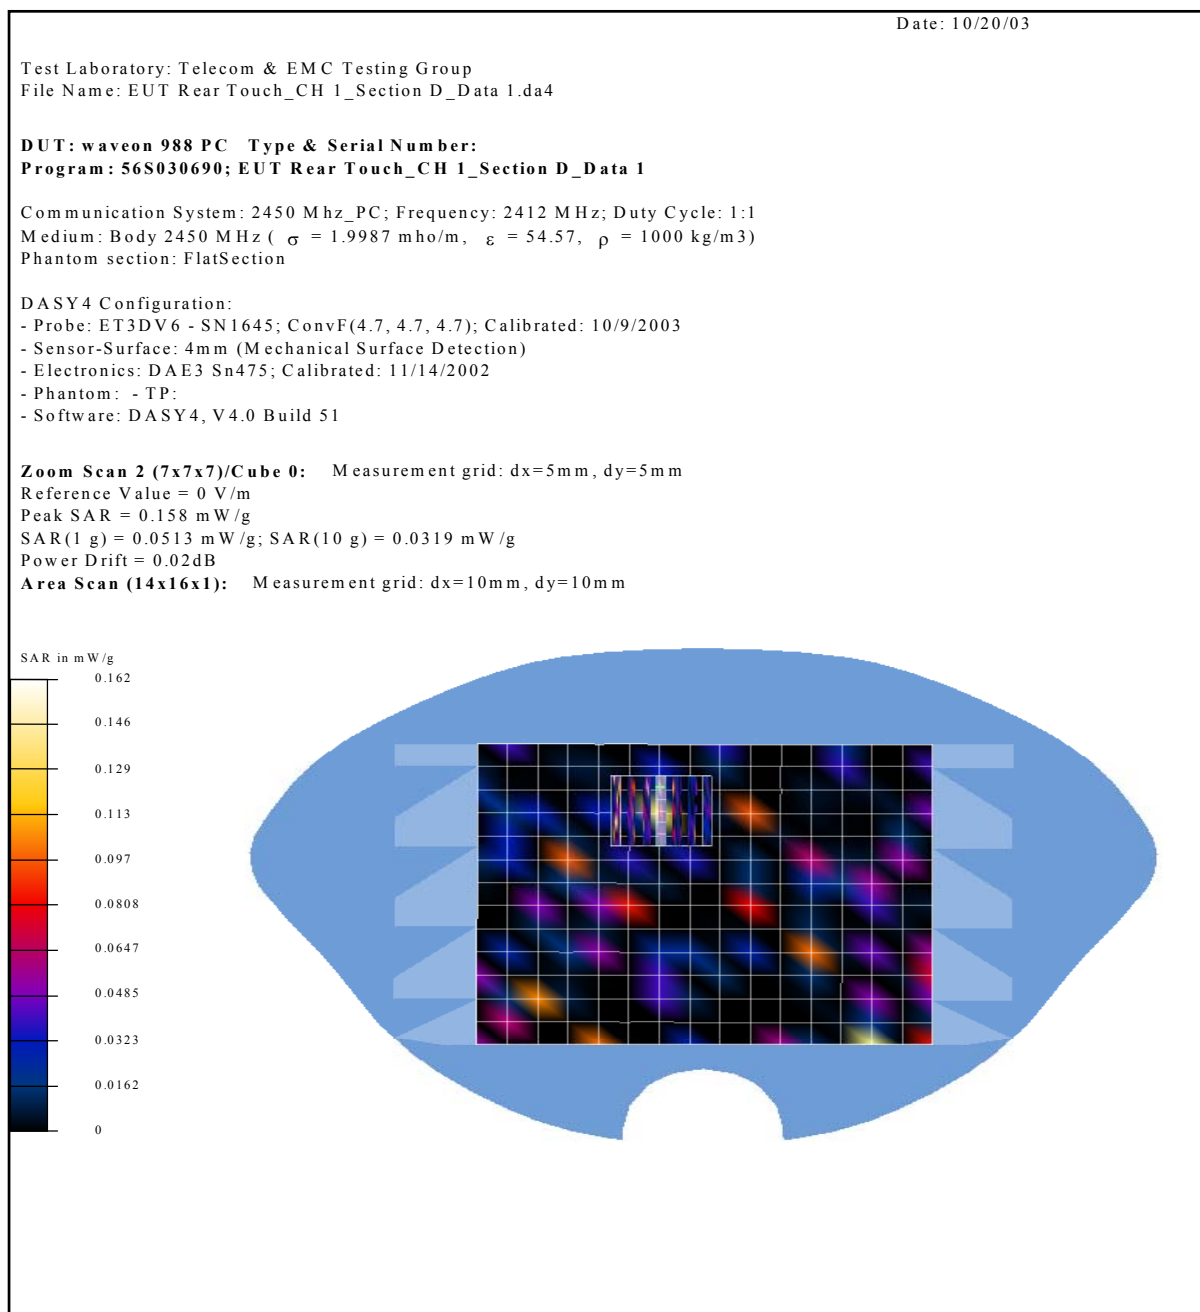 Date: 10/20/03
Test Laboratory: Telecom & EMC Testing Group
File Name: EUT Rear Touch_CH 1_Section D_Data 1.da4
DUT: waveon 988 PC Type & Serial Number:
Program: 56S030690; EUT Rear Touch_CH 1_Section D_Data 1
Communication System: 2450 Mhz_PC; Frequency: 2412 MHz; Duty Cycle: 1:1
Medium: Body 2450 MHz ( σ = 1.9987 mho/m, ε = 54.57, ρ = 1000 kg/m3)
Phantom section: FlatSection
DASY4 Configuration:
- Probe: ET3DV6 - SN1645; ConvF(4.7, 4.7, 4.7); Calibrated: 10/9/2003
- Sensor-Surface: 4mm (Mechanical Surface Detection)
- Electronics: DAE3 Sn475; Calibrated: 11/14/2002
- Phantom: - TP:
- Software: DASY4, V4.0 Build 51
Zoom Scan 2 (7x7x7)/Cube 0: Measurement grid: dx=5mm, dy=5mm
Reference Value = 0 V/m
Peak SAR = 0.158 mW/g
SAR(1 g) = 0.0513 mW/g; SAR(10 g) = 0.0319 mW/g
Power Drift = 0.02dB
Area Scan (14x16x1): Measurement grid: dx=10mm, dy=10mm
SAR in mW/g
0.162
0.146
0.129
0.113
0.097
0.0808
0.0647
0.0485
0.0323
0.0162
0